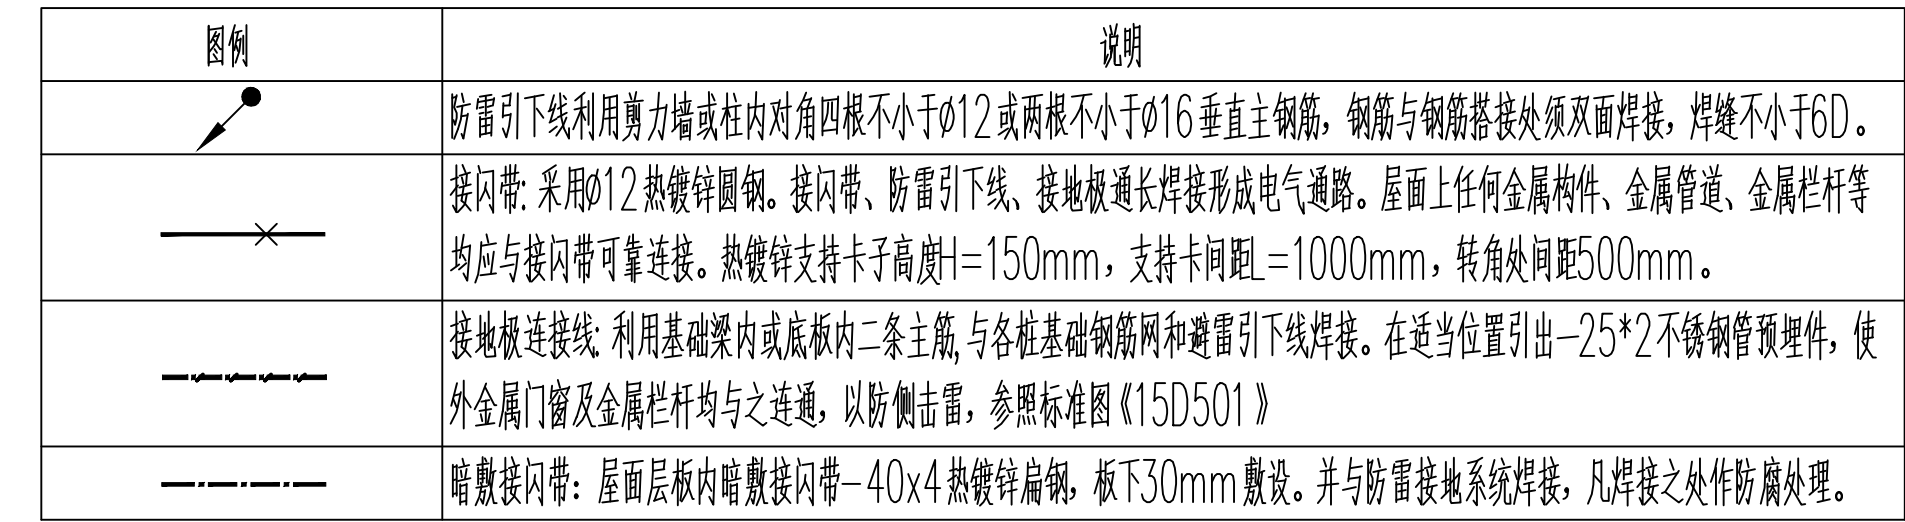 图例
说明
防雷引下线利用剪力墙或柱内对角四根不小于Ø12或两根不小于Ø16垂直主钢筋，钢筋与钢筋搭接处须双面焊接，焊缝不小于6D。
接闪带: 采用Ø12热镀锌圆钢。接闪带、防雷引下线、接地极通长焊接形成电气通路。屋面上任何金属构件、金属管道、金属栏杆等
均应与接闪带可靠连接。热镀锌支持卡子高度H=150mm，支持卡间距L=1000mm，转角处间距500mm。
接地极连接线: 利用基础梁内或底板内二条主筋,与各桩基础钢筋网和避雷引下线焊接。在适当位置引出—25*2不锈钢管预埋件，使
外金属门窗及金属栏杆均与之连通，以防侧击雷，参照标准图《15D501》
暗敷接闪带：屋面层板内暗敷接闪带—40x4热镀锌扁钢，板下30mm敷设。并与防雷接地系统焊接，凡焊接之处作防腐处理。